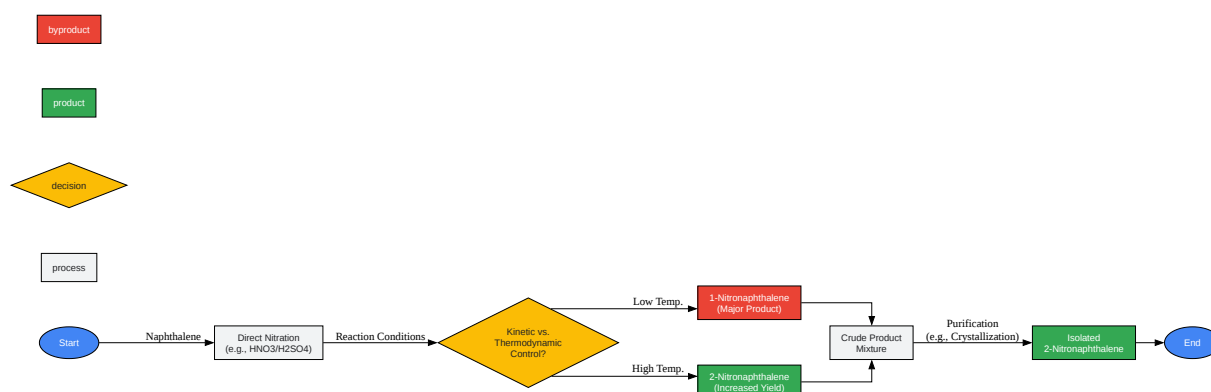 byproduct
product
decision
process
Start
Naphthalene
Direct Nitration
(e.g., HNO3/H2SO4)
Reaction Conditions
Kinetic vs.
Thermodynamic
Control?
Low Temp.
1-Nitronaphthalene
(Major Product)
High Temp.
2-Nitronaphthalene
(Increased Yield)
Crude Product
Mixture
Purification
(e.g., Crystallization)
Isolated
2-Nitronaphthalene
End